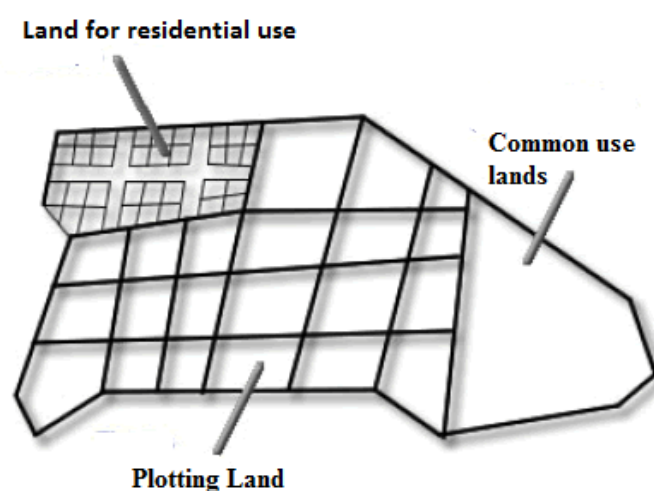 Land for residential use
Common use
lands
Plotting Land